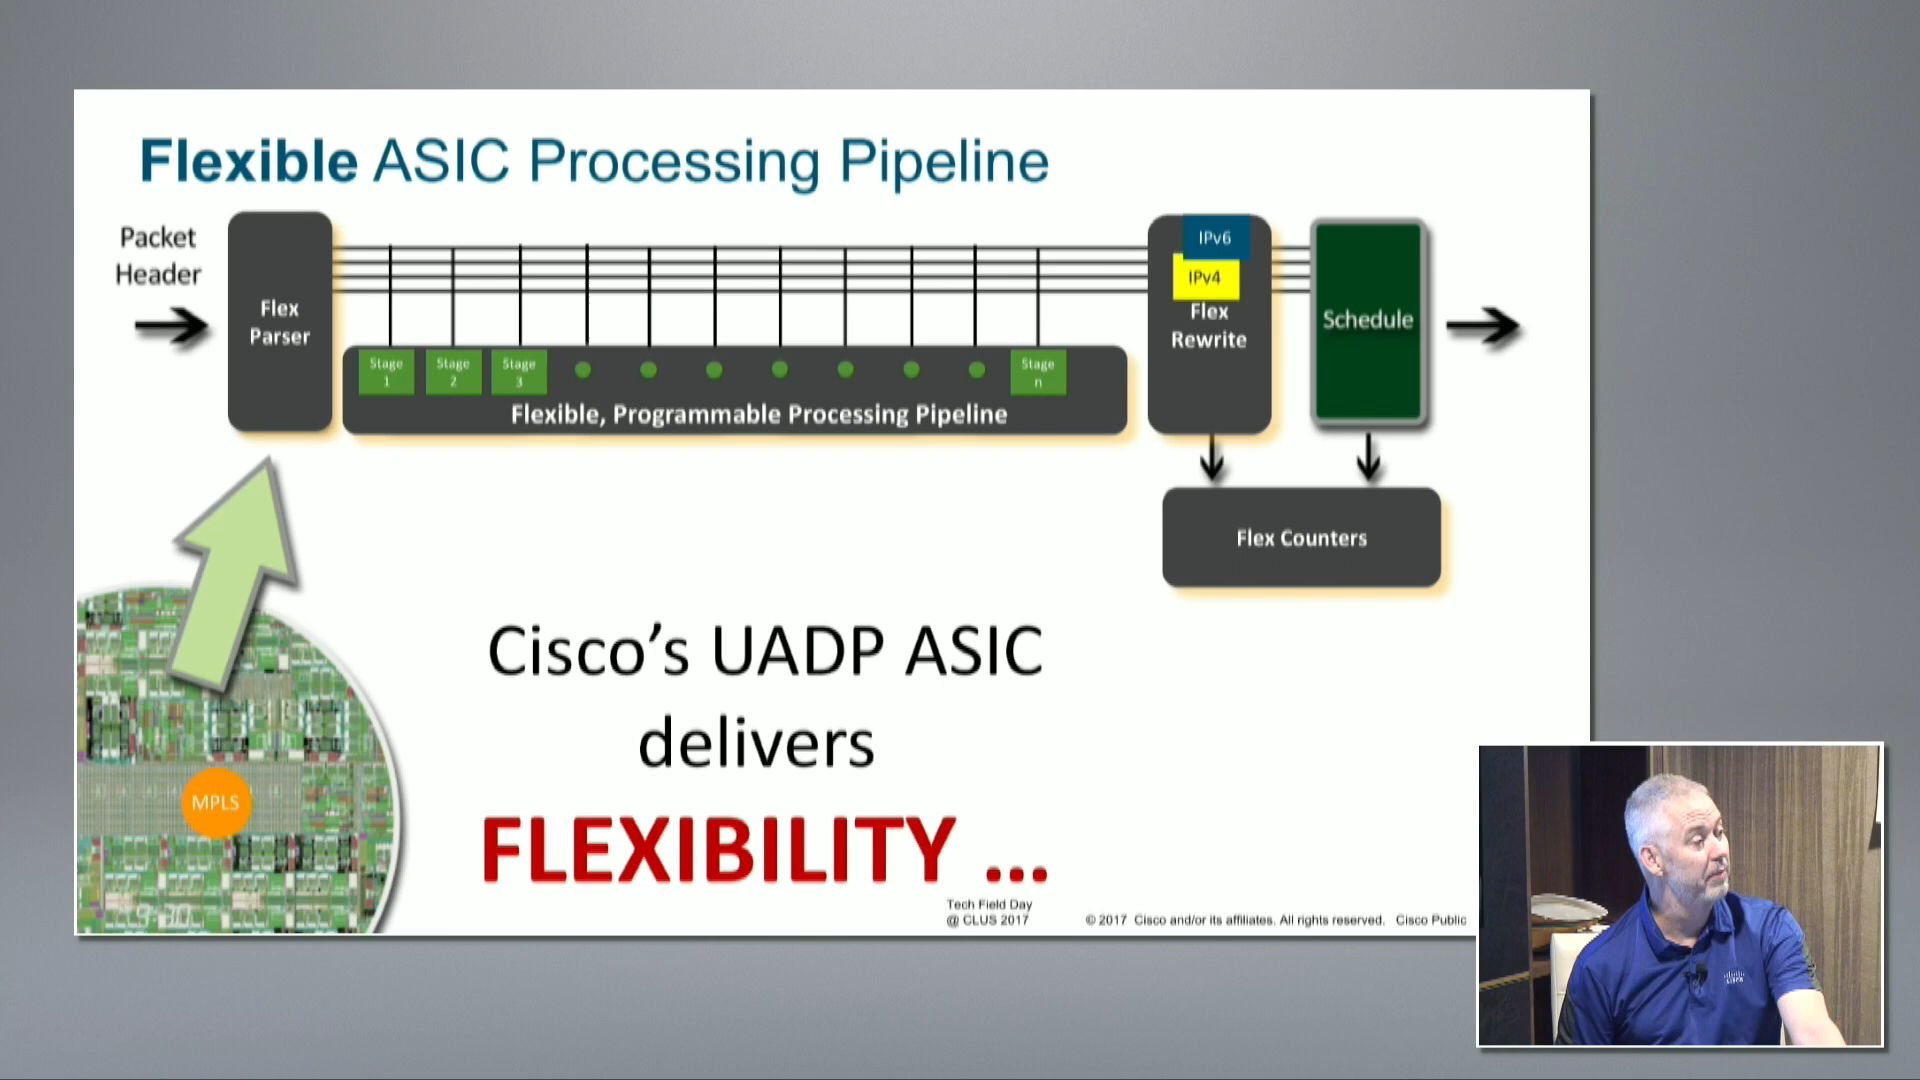 Flexible ASIC Processing Pipeline
Packet
Header
Flex
Parser
Stage
1
Stage
2
Stage
3
Stage
n
Flexible, Programmable Processing Pipeline
IPv6
IPv4
Flex
Rewrite
Schedule
Flex Counters
MPLS
Cisco's UADP ASIC
delivers
FLEXIBILITY ...
Tech Field Day
@ CLUS 2017
© 2017 Cisco and/or its affiliates. All rights reserved. Cisco Public
cisco